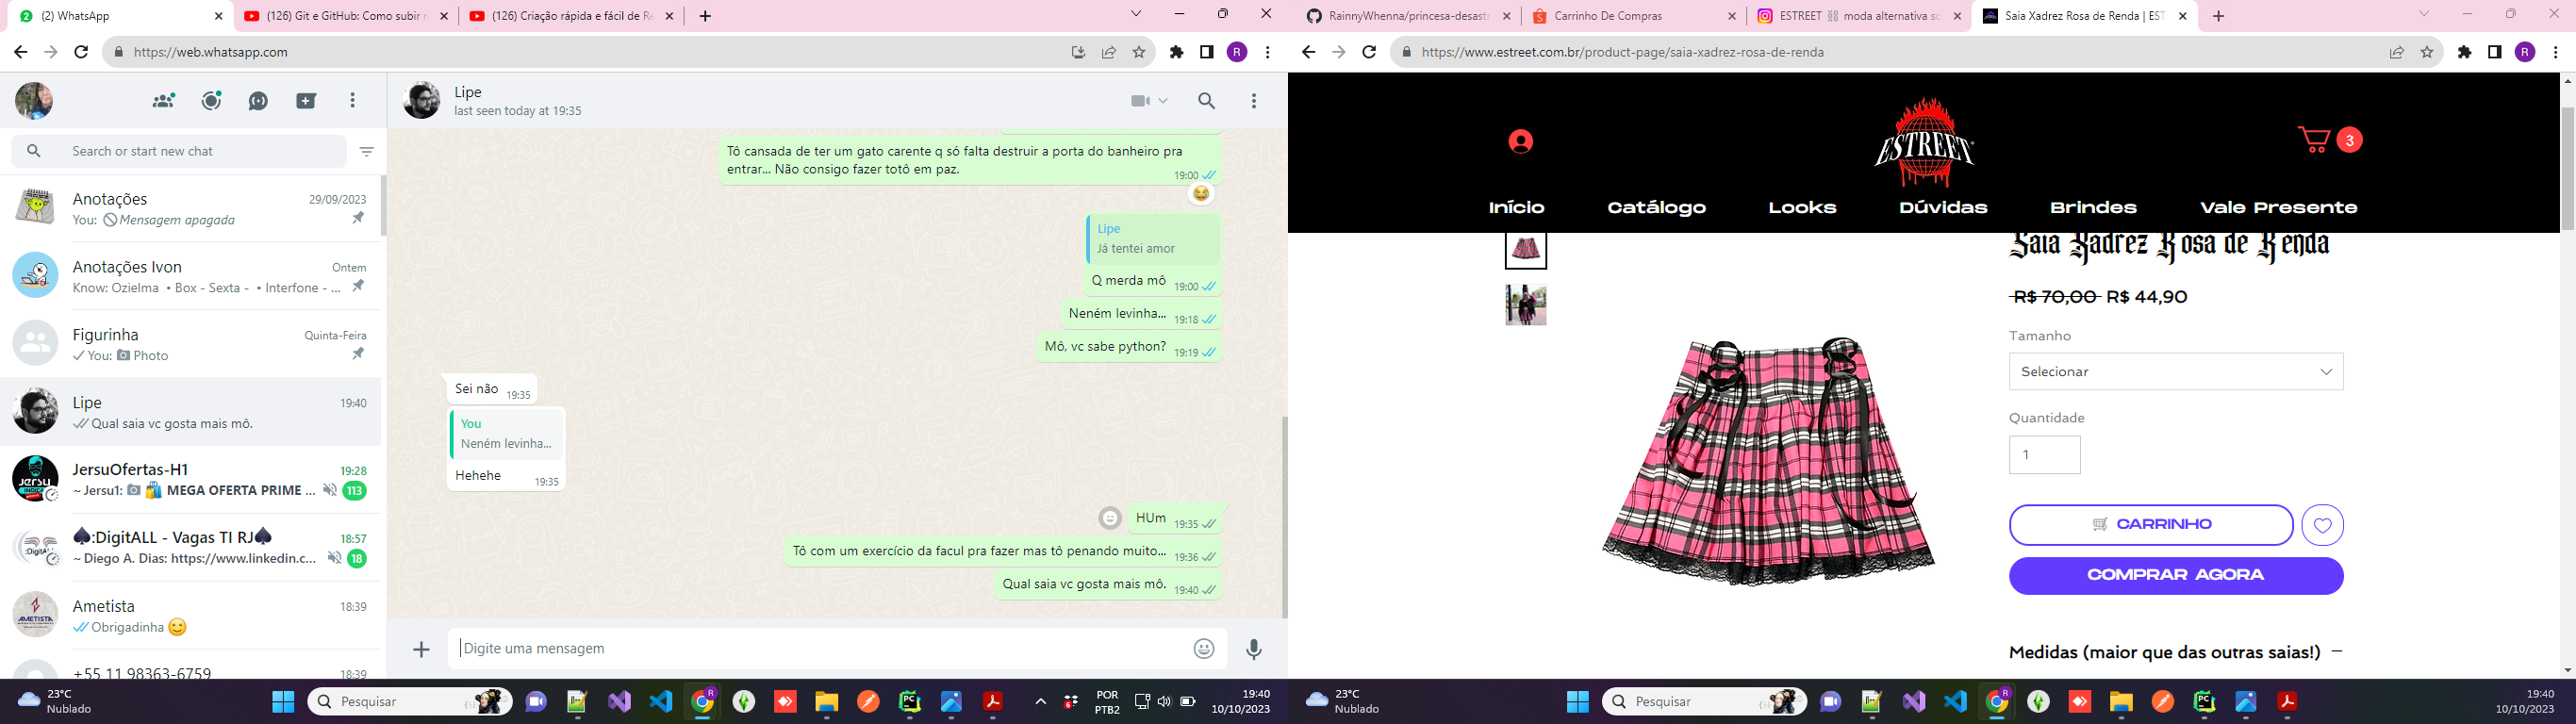 (2) WhatsApp
(126) Git e GitHub: Como subir
(126) Criação rápida e fácil de Re
https://web.whatsapp.com
R
Lipe
last seen today at 19:35
Search or start new chat
Anotações
29/09/2023
You: Mensagem apagada
Anotações Ivon
Ontem
Know: Ozielma • Box - Sexta - • Interfone - ...
Figurinha
Quinta-Feira
You: Photo
Lipe
19:40
Qual saia vc gosta mais mô.
JersuOfertas-H1
19:28
~ Jersu1: 🛍️ MEGA OFERTA PRIME ...
113
♠:DigitALL - Vagas TI RJ♠
18:57
~ Diego A. Dias: https://www.linkedin.c...
18
Ametista
18:39
Obrigadinha 😊
+55 11 98363-6759
18:39
Tô cansada de ter um gato carente q só falta destruir a porta do banheiro pra
entrar... Não consigo fazer totô em paz.
19:00
😂
Lipe
Já tentei amor
Q merda mô
19:00
Neném levinha...
19:18
Mô, vc sabe python?
19:19
Sei não
19:35
You
Neném levinha...
Hehehe
19:35
HUm
19:35
Tô com um exercício da facul pra fazer mas tô penando muito...
19:36
Qual saia vc gosta mais mô.
19:40
Digite uma mensagem
23°C
Nublado
Pesquisar
POR
PTB2
19:40
10/10/2023
RainnyWhenna/princesa-desastr
Carrinho De Compras
ESTREET ⛓ moda alternativa so
Saia Xadrez Rosa de Renda | EST
https://www.estreet.com.br/product-page/saia-xadrez-rosa-de-renda
R
ESTREET
3
Início
Catálogo
Looks
Dúvidas
Brindes
Vale Presente
Saia Xadrez Rosa de Renda
R$ 70,00 R$ 44,90
Tamanho
Selecionar
Quantidade
1
🛒 CARRINHO
COMPRAR AGORA
Medidas (maior que das outras saias!) −
23°C
Nublado
Pesquisar
19:40
10/10/2023